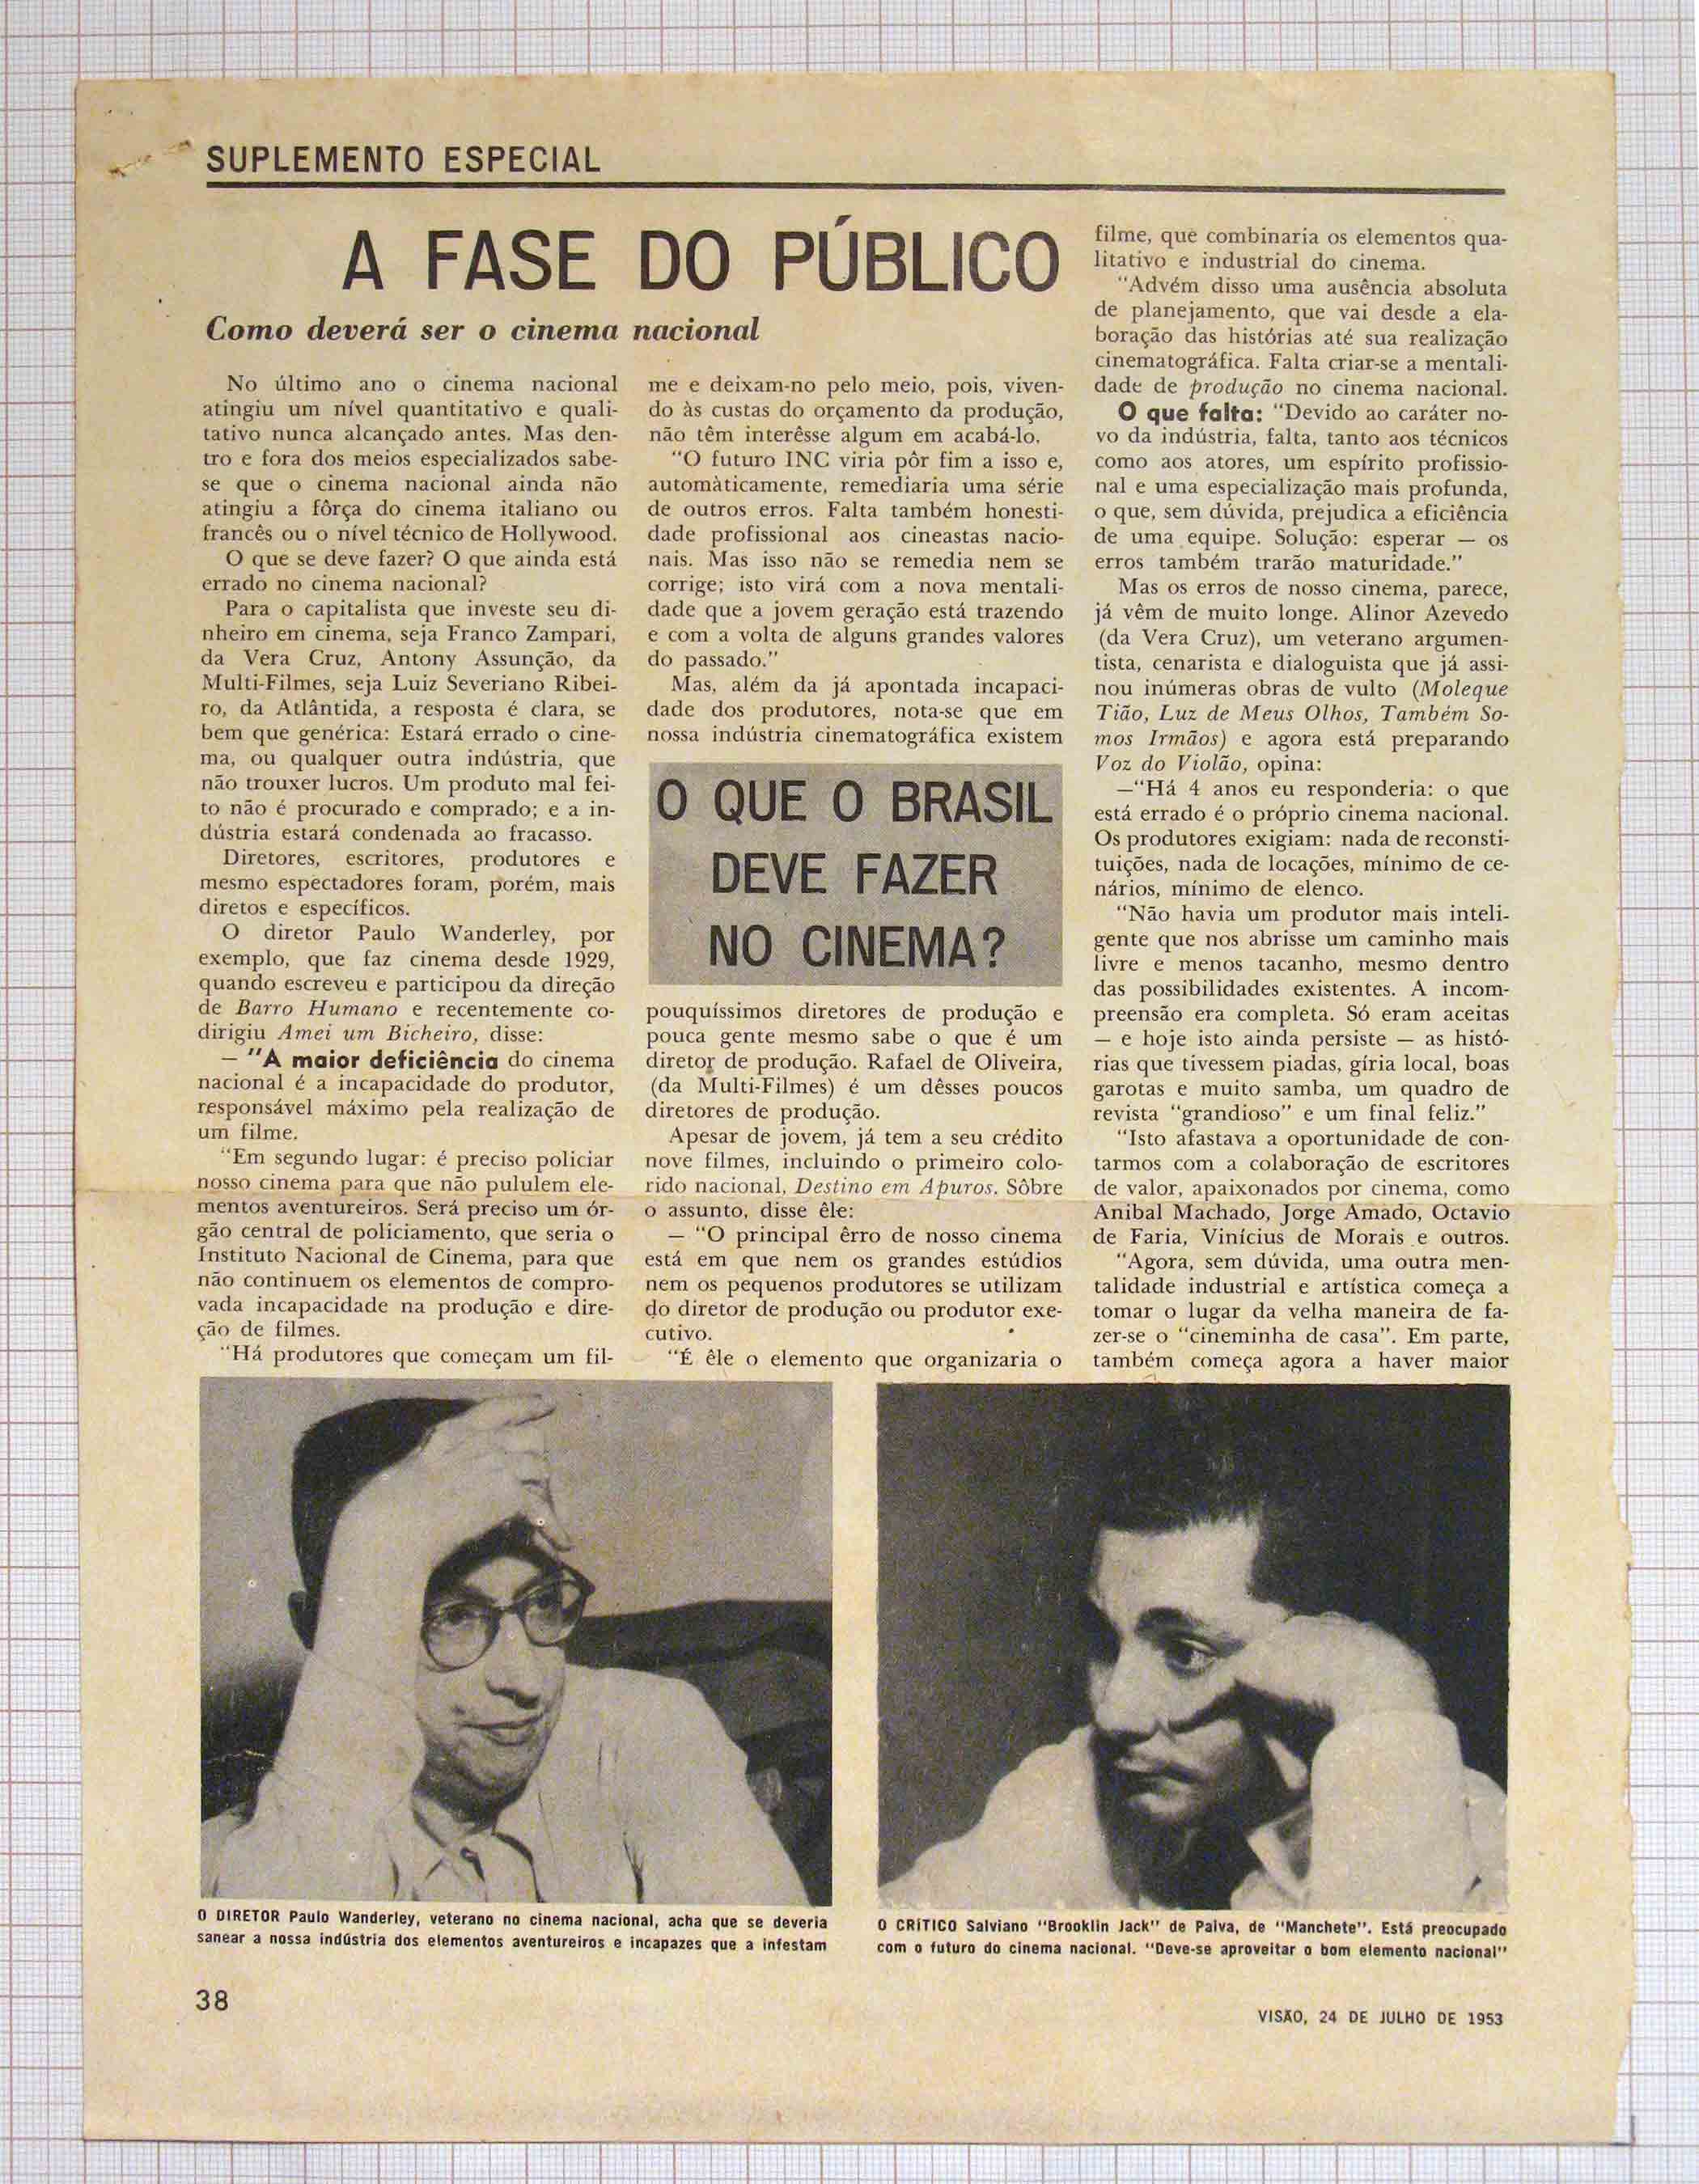 SUPLEMENTO ESPECIAL
A FASE DO PÚBLICO
Como deverá ser o cinema nacional
No último ano o cinema nacional
atingiu um nível quantitativo e quali-
tativo nunca alcançado antes. Mas den-
tro e fora dos meios especializados sabe-
se que o cinema nacional ainda não
atingiu a fôrça do cinema italiano ou
francês ou o nível técnico de Hollywood.
O que se deve fazer? O que ainda está
errado no cinema nacional?
Para o capitalista que investe seu di-
nheiro em cinema, seja Franco Zampari,
da Vera Cruz, Antony Assunção, da
Multi-Filmes, seja Luiz Severiano Ribei-
ro, da Atlântida, a resposta é clara, se
bem que genérica: Estará errado o cine-
ma, ou qualquer outra indústria, que
não trouxer lucros. Um produto mal fei-
to não é procurado e comprado; e a in-
dústria estará condenada ao fracasso.
Diretores, escritores, produtores e
mesmo espectadores foram, porém, mais
diretos e específicos.
O diretor Paulo Wanderley, por
exemplo, que faz cinema desde 1929,
quando escreveu e participou da direção
de Barro Humano e recentemente co-
dirigiu Amei um Bicheiro, disse:
— "A maior deficiência do cinema
nacional é a incapacidade do produtor,
responsável máximo pela realização de
um filme.
"Em segundo lugar: é preciso policiar
nosso cinema para que não pululem ele-
mentos aventureiros. Será preciso um ór-
gão central de policiamento, que seria o
Instituto Nacional de Cinema, para que
não continuem os elementos de compro-
vada incapacidade na produção e dire-
ção de filmes.
"Há produtores que começam um fil-
me e deixam-no pelo meio, pois, viven-
do às custas do orçamento da produção,
não têm interêsse algum em acabá-lo.
"O futuro INC viria pôr fim a isso e,
automàticamente, remediaria uma série
de outros erros. Falta também honesti-
dade profissional aos cineastas nacio-
nais. Mas isso não se remedia nem se
corrige; isto virá com a nova mentali-
dade que a jovem geração está trazendo
e com a volta de alguns grandes valores
do passado."
Mas, além da já apontada incapaci-
dade dos produtores, nota-se que em
nossa indústria cinematográfica existem
O QUE O BRASIL
DEVE FAZER
NO CINEMA?
pouquíssimos diretores de produção e
pouca gente mesmo sabe o que é um
diretor de produção. Rafael de Oliveira,
(da Multi-Filmes) é um dêsses poucos
diretores de produção.
Apesar de jovem, já tem a seu crédito
nove filmes, incluindo o primeiro colo-
rido nacional, Destino em Apuros. Sôbre
o assunto, disse êle:
— "O principal êrro de nosso cinema
está em que nem os grandes estúdios
nem os pequenos produtores se utilizam
do diretor de produção ou produtor exe-
cutivo.
"É êle o elemento que organizaria o
filme, que combinaria os elementos qua-
litativo e industrial do cinema.
"Advém disso uma ausência absoluta
de planejamento, que vai desde a ela-
boração das histórias até sua realização
cinematográfica. Falta criar-se a mentali-
dade de produção no cinema nacional.
O que falta: "Devido ao caráter no-
vo da indústria, falta, tanto aos técnicos
como aos atores, um espírito profissio-
nal e uma especialização mais profunda,
o que, sem dúvida, prejudica a eficiência
de uma equipe. Solução: esperar — os
erros também trarão maturidade."
Mas os erros de nosso cinema, parece,
já vêm de muito longe. Alinor Azevedo
(da Vera Cruz), um veterano argumen-
tista, cenarista e dialoguista que já assi-
nou inúmeras obras de vulto (Moleque
Tião, Luz de Meus Olhos, Também So-
mos Irmãos) e agora está preparando
Voz do Violão, opina:
—"Há 4 anos eu responderia: o que
está errado é o próprio cinema nacional.
Os produtores exigiam: nada de reconsti-
tuições, nada de locações, mínimo de ce-
nários, mínimo de elenco.
"Não havia um produtor mais inteli-
gente que nos abrisse um caminho mais
livre e menos tacanho, mesmo dentro
das possibilidades existentes. A incom-
preensão era completa. Só eram aceitas
— e hoje isto ainda persiste — as histó-
rias que tivessem piadas, gíria local, boas
garotas e muito samba, um quadro de
revista "grandioso" e um final feliz."
"Isto afastava a oportunidade de con-
tarmos com a colaboração de escritores
de valor, apaixonados por cinema, como
Anibal Machado, Jorge Amado, Octavio
de Faria, Vinícius de Morais e outros.
"Agora, sem dúvida, uma outra men-
talidade industrial e artística começa a
tomar o lugar da velha maneira de fa-
zer-se o "cineminha de casa". Em parte,
também começa agora a haver maior
O DIRETOR Paulo Wanderley, veterano no cinema nacional, acha que se deveria
sanear a nossa indústria dos elementos aventureiros e incapazes que a infestam
O CRÍTICO Salviano "Brooklin Jack" de Paiva, de "Manchete". Está preocupado
com o futuro do cinema nacional. "Deve-se aproveitar o bom elemento nacional"
38
VISÃO, 24 DE JULHO DE 1953